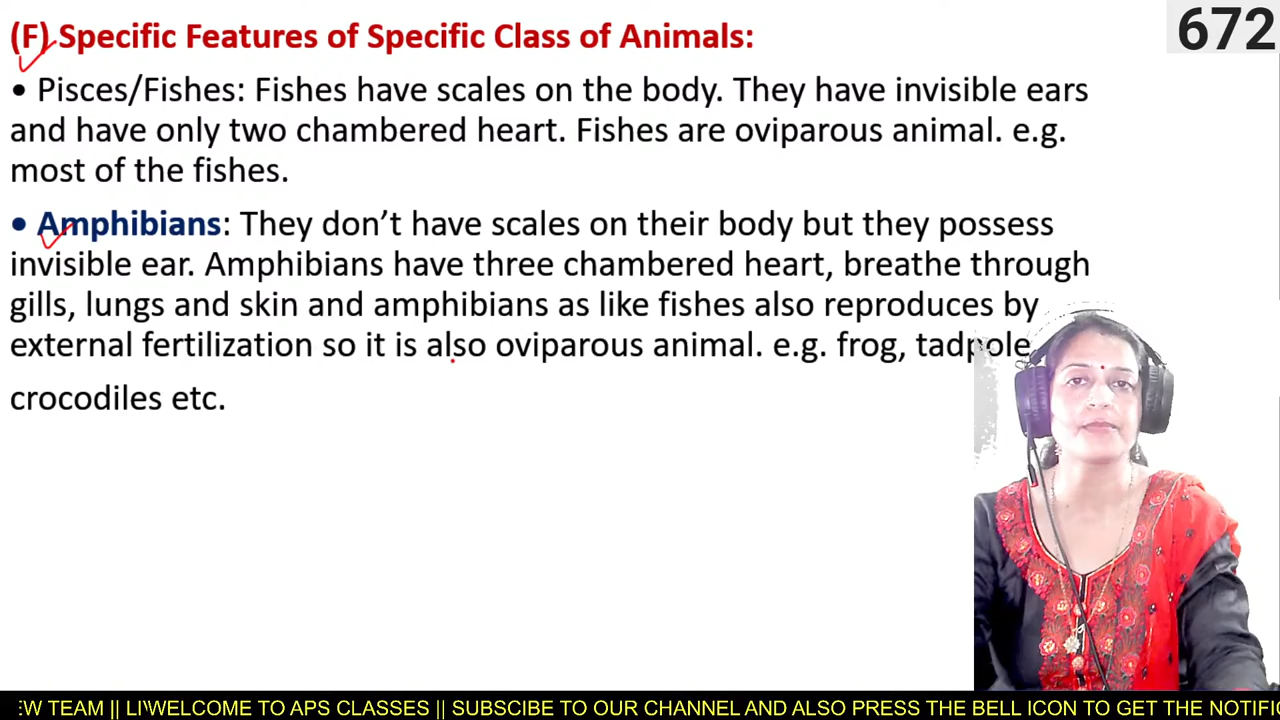 (F) Specific Features of Specific Class of Animals:
672
• Pisces/Fishes: Fishes have scales on the body. They have invisible ears
and have only two chambered heart. Fishes are oviparous animal. e.g.
most of the fishes.
• Amphibians: They don’t have scales on their body but they possess
invisible ear. Amphibians have three chambered heart, breathe through
gills, lungs and skin and amphibians as like fishes also reproduces by
external fertilization so it is also oviparous animal. e.g. frog, tadpole
crocodiles etc.
EW TEAM || LI\WELCOME TO APS CLASSES || SUBSCIBE TO OUR CHANNEL AND ALSO PRESS THE BELL ICON TO GET THE NOTIFIC